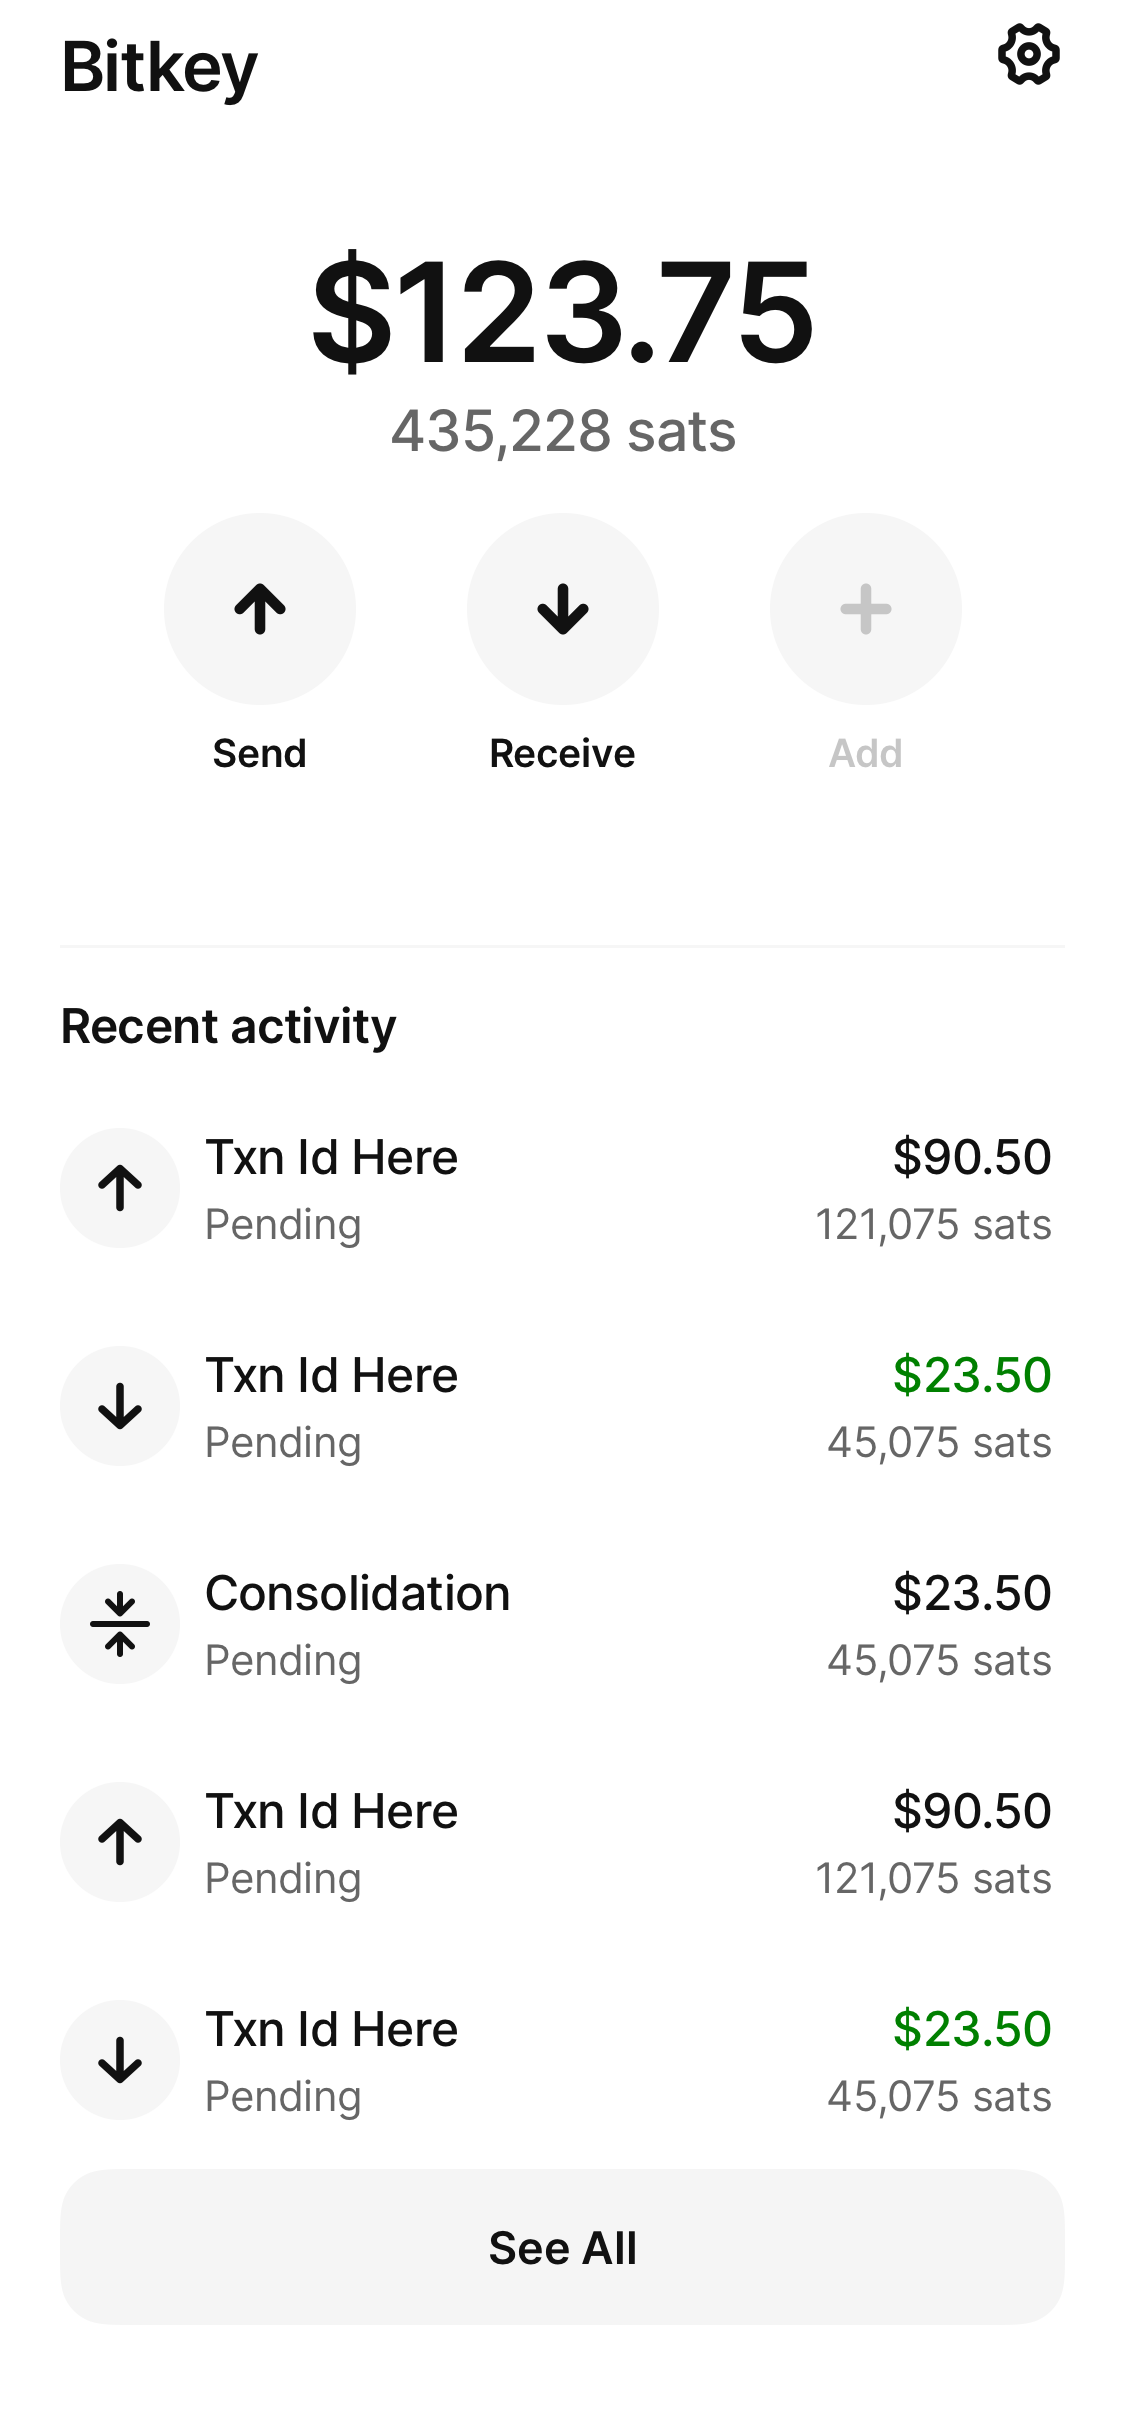 Bitkey
$123.75
435,228 sats
Send
Receive
Add
Recent activity
Txn Id Here
$90.50
Pending
121,075 sats
Txn Id Here
$23.50
Pending
45,075 sats
Consolidation
$23.50
Pending
45,075 sats
Txn Id Here
$90.50
Pending
121,075 sats
Txn Id Here
$23.50
Pending
45,075 sats
See All